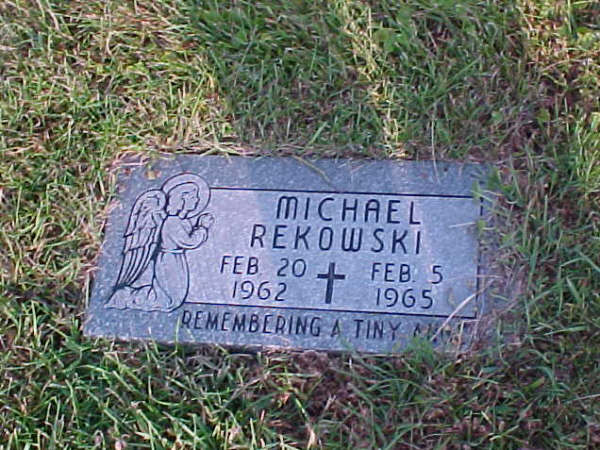 MICHAEL
REKOWSKI
FEB 20 FEB. 5
1962 1965
REMEMBERING A TINY